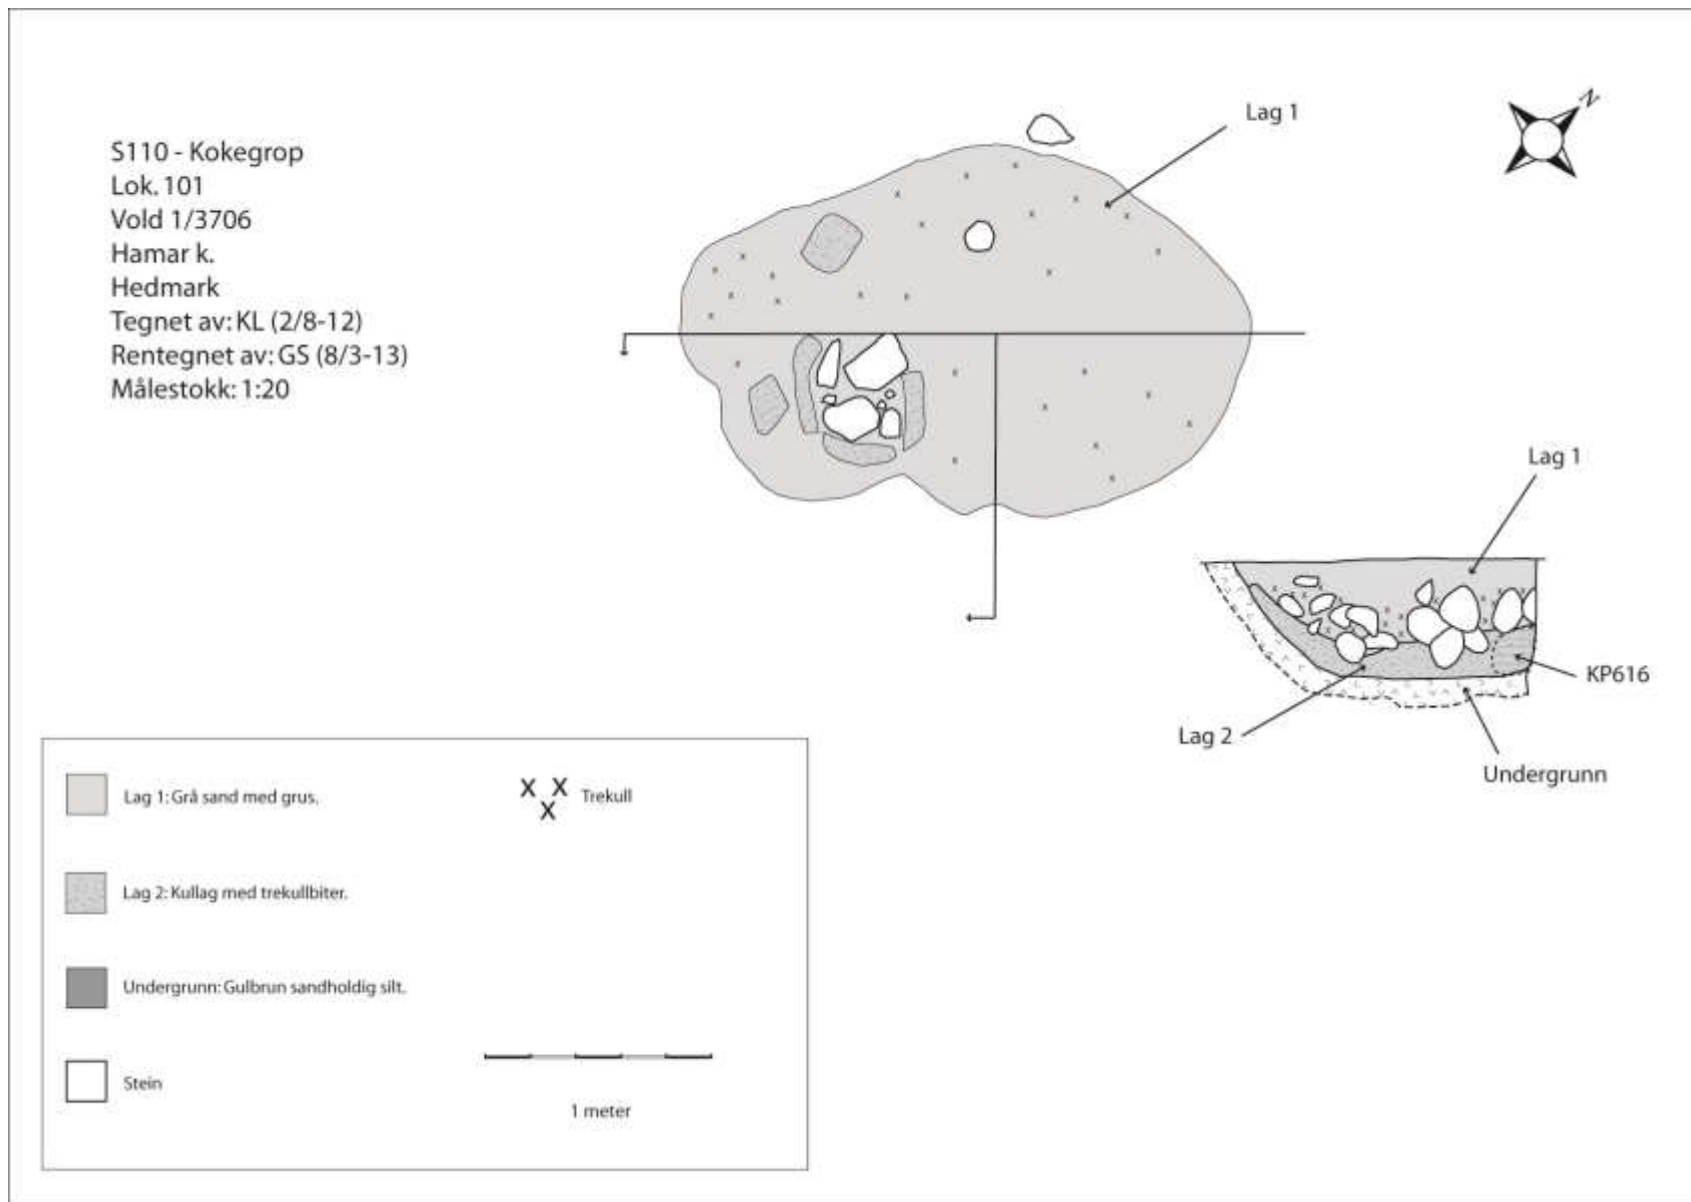 S110 - Kokegrop
Lok. 101
Vold 1/3706
Hamar k.
Hedmark
Tegnet av: KL (2/8-12)
Rentegnet av: GS (8/3-13)
Målestokk: 1:20
Lag 1
N
Lag 1
KP616
Lag 2
Undergrunn
Lag 1: Grå sand med grus.
X X X Trekull
Lag 2: Kullag med trekullbiter.
Undergrunn: Gulbrun sandholdig silt.
Stein
1 meter